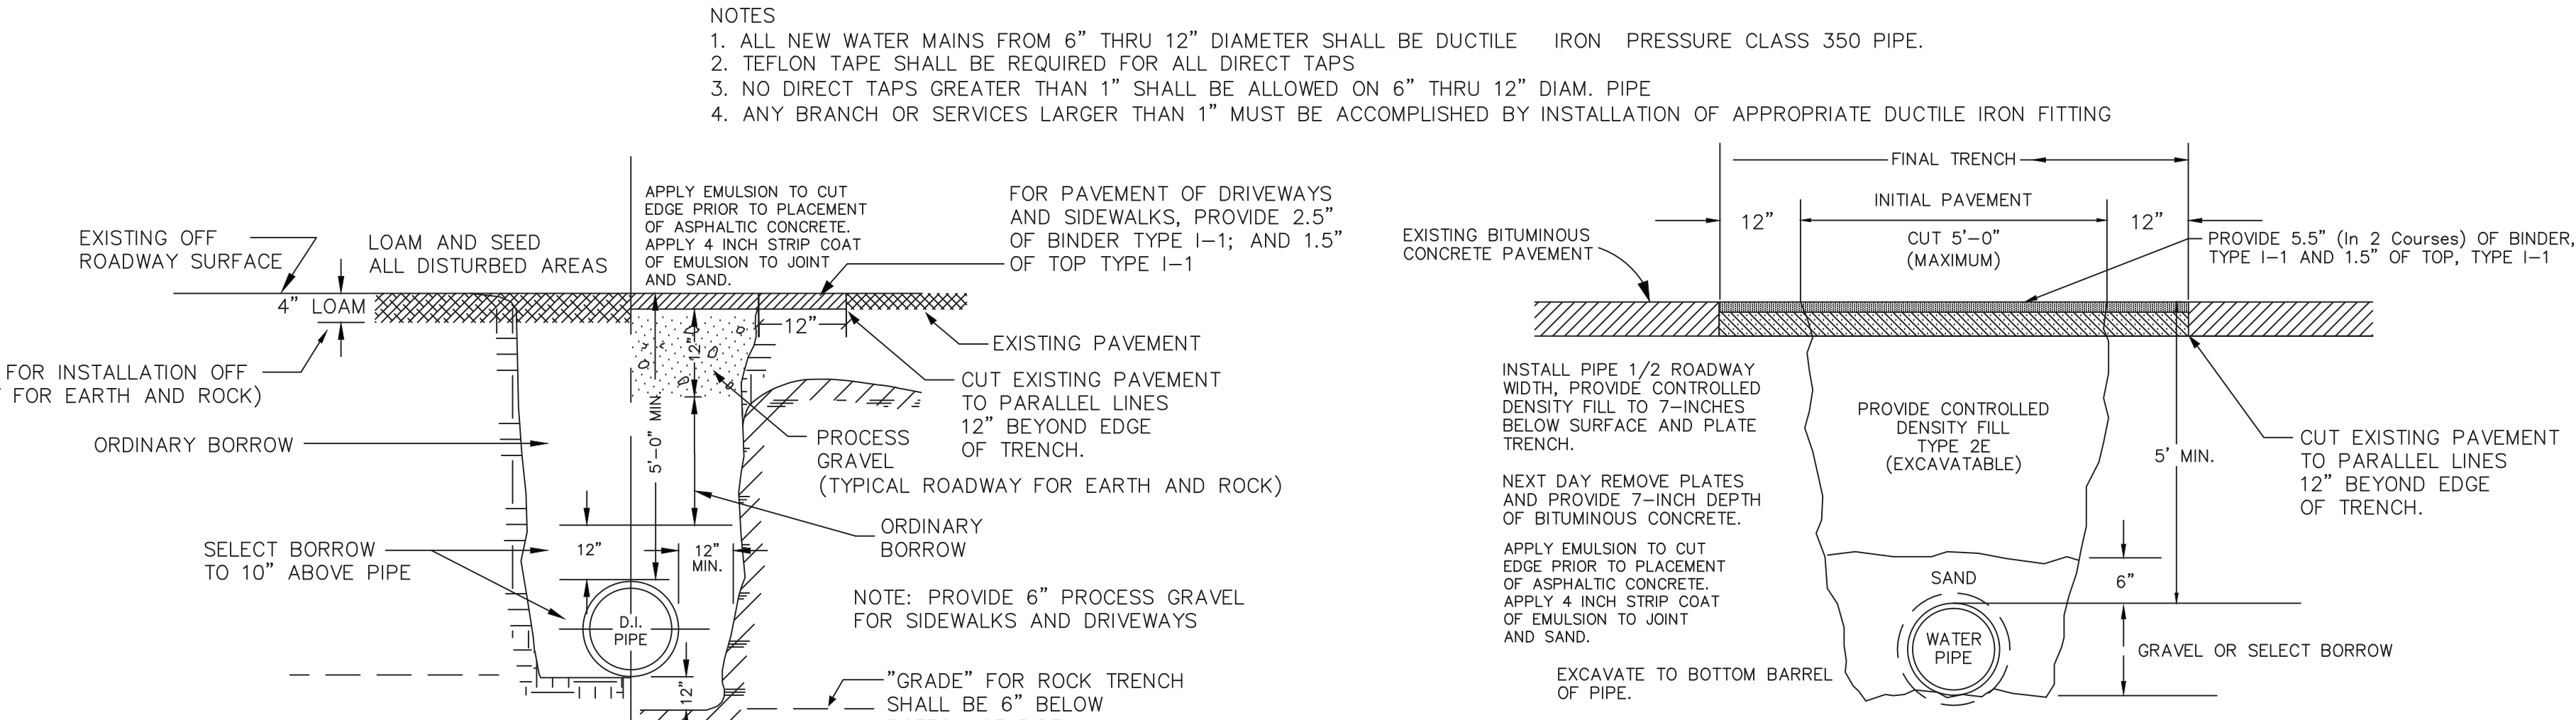 NOTES
1. ALL NEW WATER MAINS FROM 6” THRU 12” DIAMETER SHALL BE DUCTILE IRON PRESSURE CLASS 350 PIPE.
2. TEFLON TAPE SHALL BE REQUIRED FOR ALL DIRECT TAPS
3. NO DIRECT TAPS GREATER THAN 1” SHALL BE ALLOWED ON 6” THRU 12” DIAM. PIPE
4. ANY BRANCH OR SERVICES LARGER THAN 1” MUST BE ACCOMPLISHED BY INSTALLATION OF APPROPRIATE DUCTILE IRON FITTING
EXISTING OFF
ROADWAY SURFACE
LOAM AND SEED
ALL DISTURBED AREAS
4” LOAM
FOR INSTALLATION OFF
FOR EARTH AND ROCK)
ORDINARY BORROW
SELECT BORROW
TO 10” ABOVE PIPE
APPLY EMULSION TO CUT
EDGE PRIOR TO PLACEMENT
OF ASPHALTIC CONCRETE.
APPLY 4 INCH STRIP COAT
OF EMULSION TO JOINT
AND SAND.
FOR PAVEMENT OF DRIVEWAYS
AND SIDEWALKS, PROVIDE 2.5”
OF BINDER TYPE I-1; AND 1.5”
OF TOP TYPE I-1
12”
12”
5’-0” MIN.
EXISTING PAVEMENT
CUT EXISTING PAVEMENT
TO PARALLEL LINES
12” BEYOND EDGE
OF TRENCH.
PROCESS
GRAVEL
(TYPICAL ROADWAY FOR EARTH AND ROCK)
ORDINARY
BORROW
12”
12”
MIN.
D.I.
PIPE
12”
NOTE: PROVIDE 6” PROCESS GRAVEL
FOR SIDEWALKS AND DRIVEWAYS
"GRADE" FOR ROCK TRENCH
SHALL BE 6” BELOW
FINAL TRENCH
INITIAL PAVEMENT
12”
12”
CUT 5’-0”
(MAXIMUM)
EXISTING BITUMINOUS
CONCRETE PAVEMENT
PROVIDE 5.5” (In 2 Courses) OF BINDER,
TYPE I-1 AND 1.5” OF TOP, TYPE I-1
INSTALL PIPE 1/2 ROADWAY
WIDTH, PROVIDE CONTROLLED
DENSITY FILL TO 7-INCHES
BELOW SURFACE AND PLATE
TRENCH.
NEXT DAY REMOVE PLATES
AND PROVIDE 7-INCH DEPTH
OF BITUMINOUS CONCRETE.
APPLY EMULSION TO CUT
EDGE PRIOR TO PLACEMENT
OF ASPHALTIC CONCRETE.
APPLY 4 INCH STRIP COAT
OF EMULSION TO JOINT
AND SAND.
EXCAVATE TO BOTTOM BARREL
OF PIPE.
PROVIDE CONTROLLED
DENSITY FILL
TYPE 2E
(EXCAVATABLE)
5’ MIN.
CUT EXISTING PAVEMENT
TO PARALLEL LINES
12” BEYOND EDGE
OF TRENCH.
SAND
6”
WATER
PIPE
GRAVEL OR SELECT BORROW